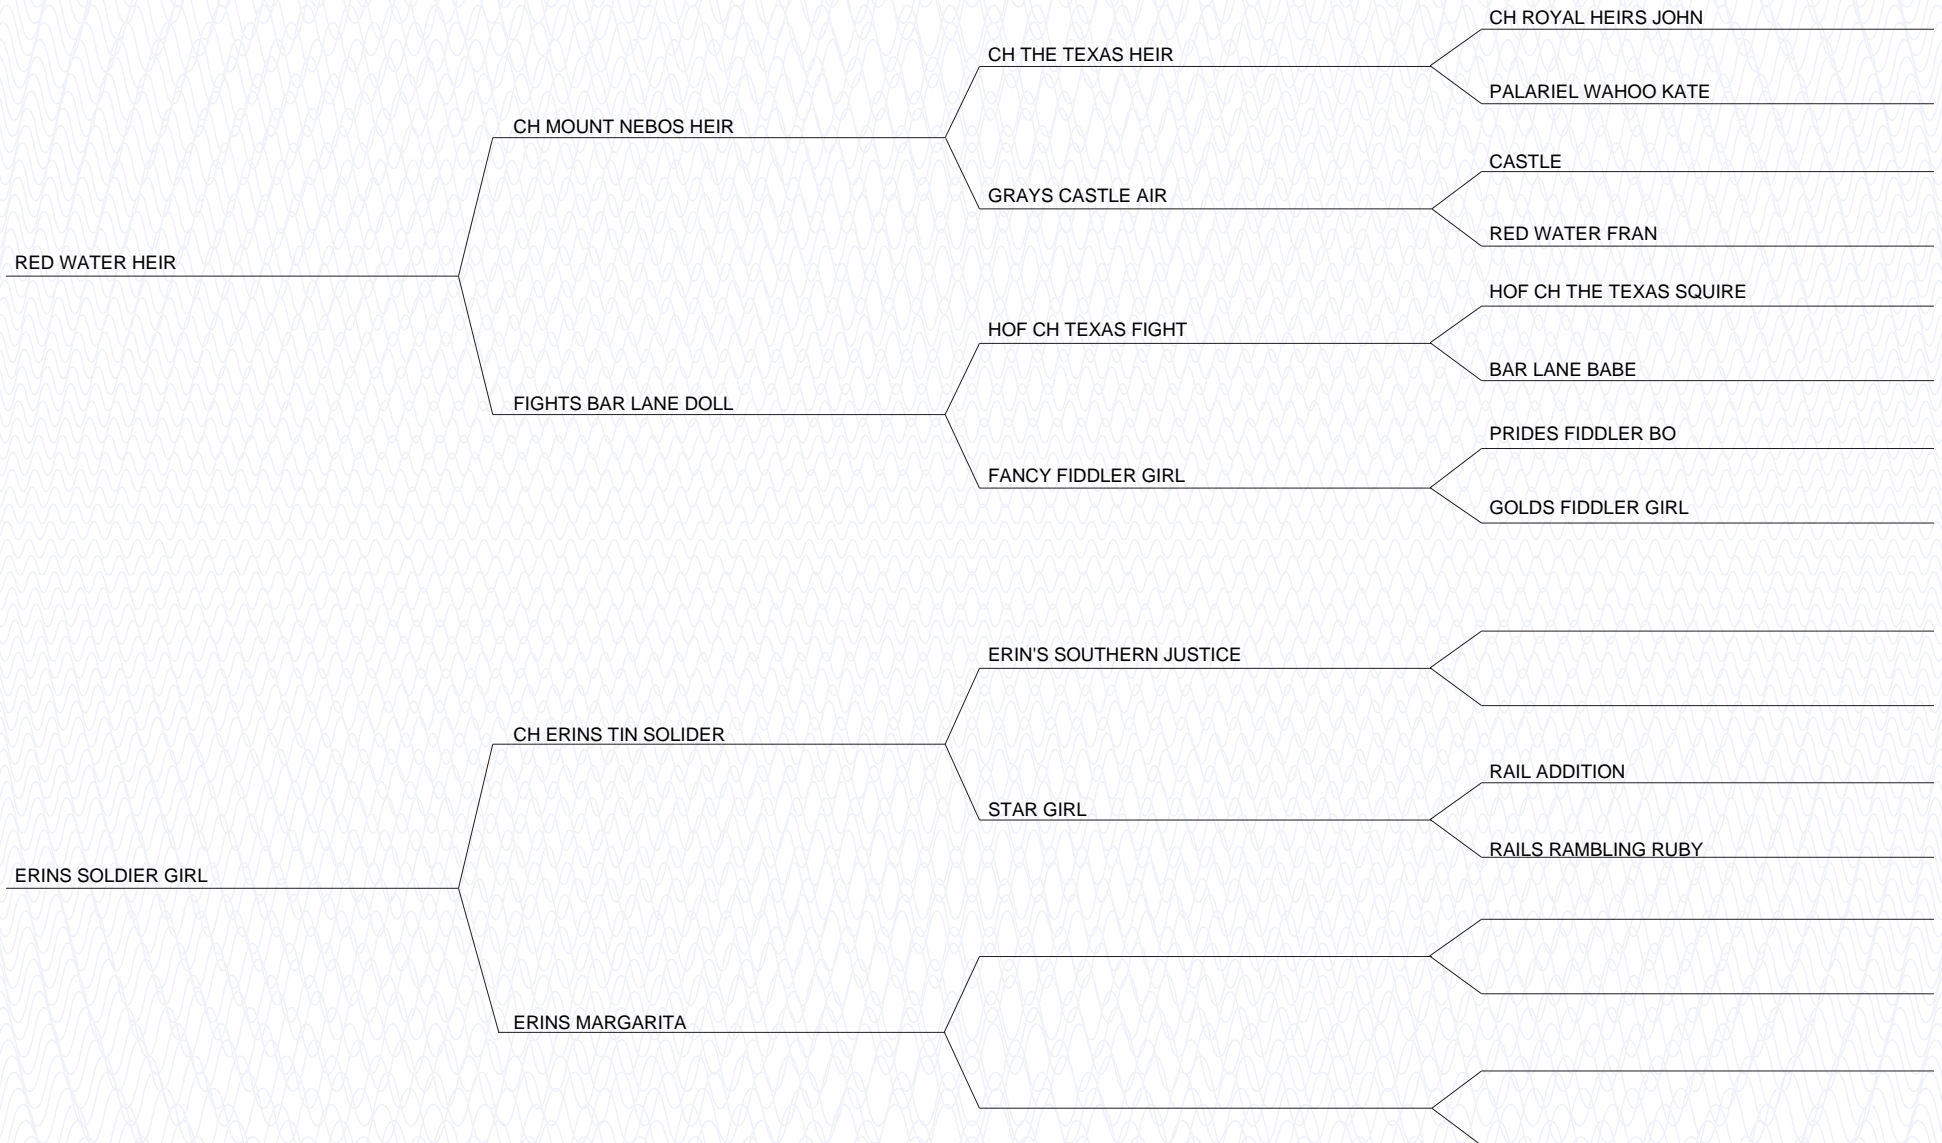 CH ROYAL HEIRS JOHN
CH THE TEXAS HEIR
PALARIEL WAHOO KATE
CH MOUNT NEBOS HEIR
CASTLE
GRAYS CASTLE AIR
RED WATER FRAN
RED WATER HEIR
HOF CH THE TEXAS SQUIRE
HOF CH TEXAS FIGHT
BAR LANE BABE
FIGHTS BAR LANE DOLL
PRIDES FIDDLER BO
FANCY FIDDLER GIRL
GOLDS FIDDLER GIRL
ERIN'S SOUTHERN JUSTICE
CH ERINS TIN SOLIDER
RAIL ADDITION
STAR GIRL
RAILS RAMBLING RUBY
ERINS SOLDIER GIRL
ERINS MARGARITA